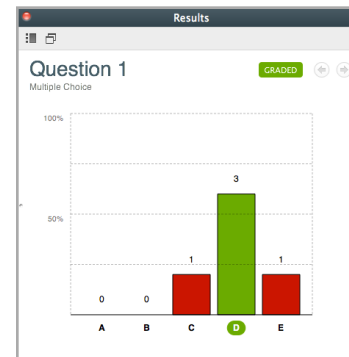 Results
Question 1
GRADED
Multiple Choice
100%
3
50%
1
1
0
0
A B C D E